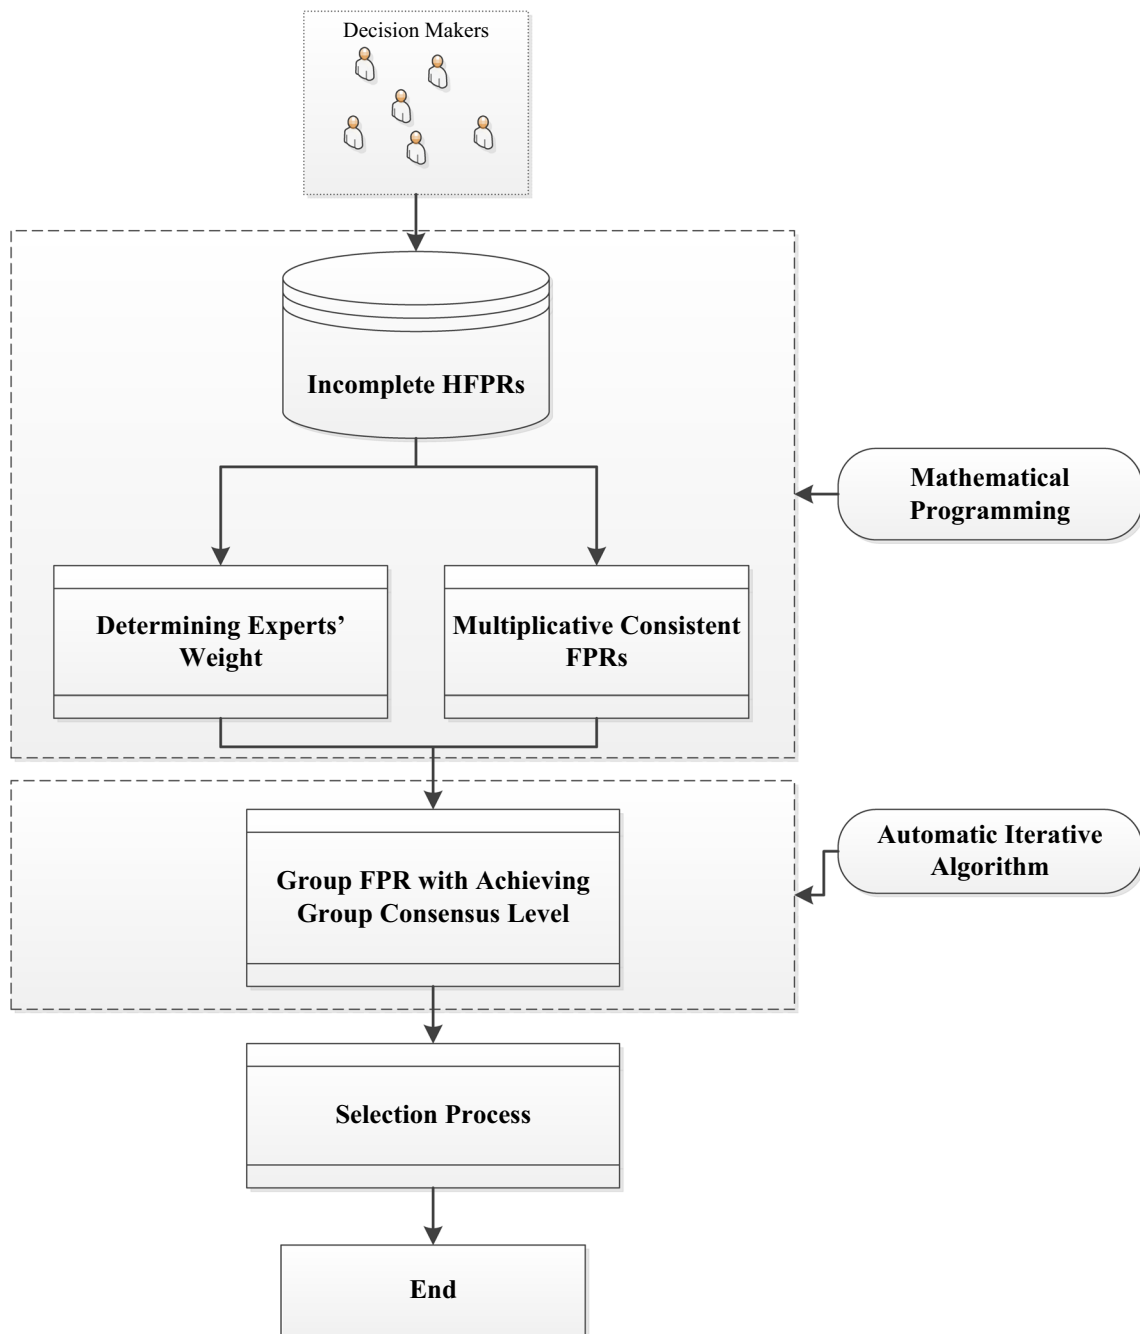 Decision Makers
Incomplete HFPRs
Mathematical
Programming
Determining Experts’
Weight
Multiplicative Consistent
FPRs
Group FPR with Achieving
Group Consensus Level
Automatic Iterative
Algorithm
Selection Process
End